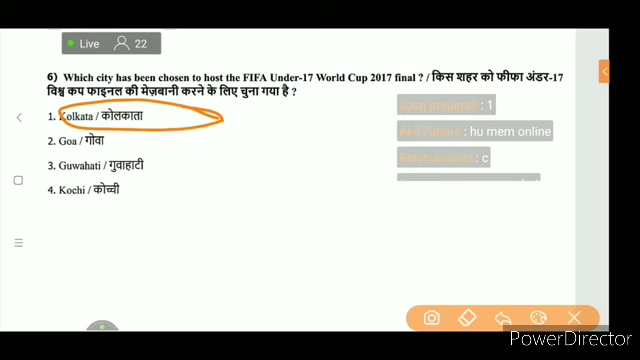 Live 22
6) Which city has been chosen to host the FIFA Under-17 World Cup 2017 final ? / किस शहर को फीफा अंडर-17
विश्व कप फाइनल की मेज़बानी करने के लिए चुना गया है ?
1. Kolkata / कोलकाता
2. Goa / गोवा
3. Guwahati / गुवाहाटी
4. Kochi / कोच्ची
suraj prajapati : 1
: hu mem online
: c
PowerDirector